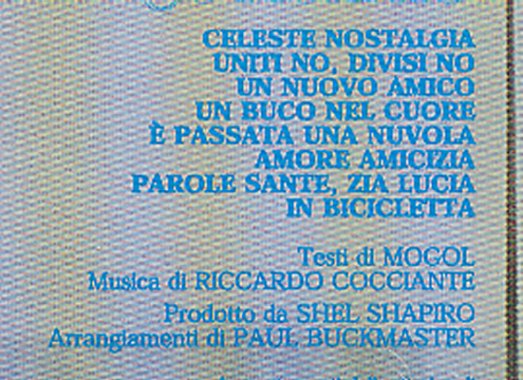 CELESTE NOSTALGIA
UNITI NO, DIVISI NO
UN NUOVO AMICO
UN BUCO NEL CUORE
È PASSATA UNA NUVOLA
AMORE AMICIZIA
PAROLE SANTE, ZIA LUCIA
IN BICICLETTA
Testi di MOGOL
Musica di RICCARDO COCCIANTE
Prodotto da SHEL SHAPIRO
Arrangiamenti di PAUL BUCKMASTER